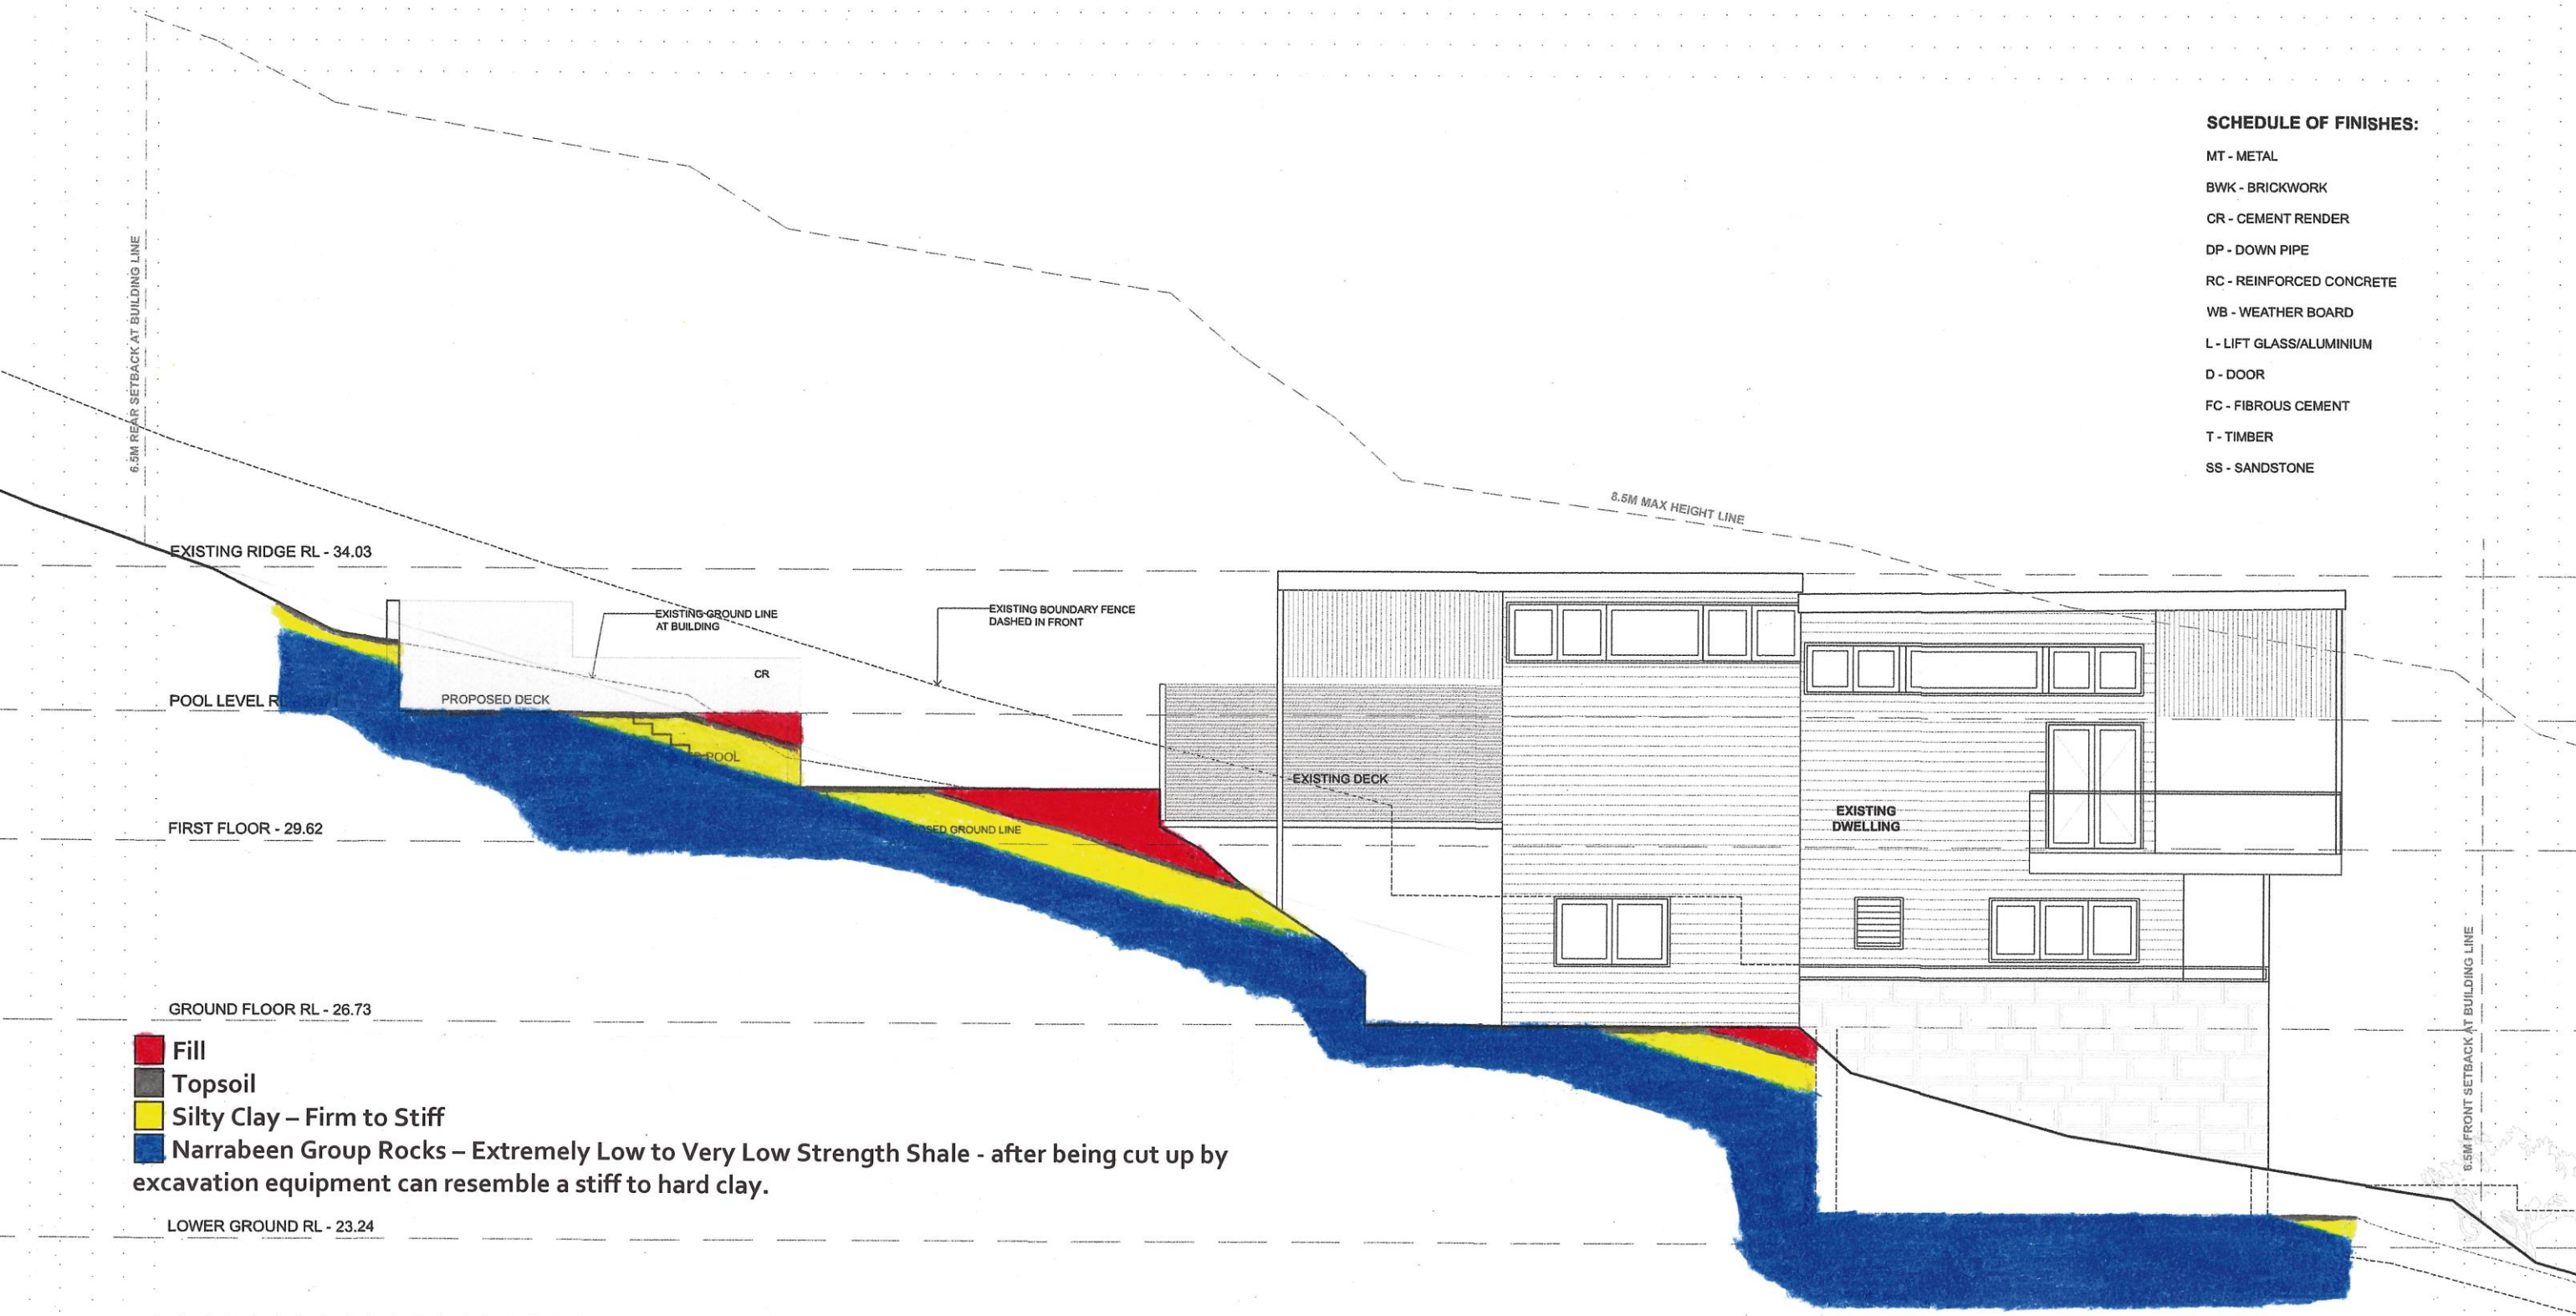 SCHEDULE OF FINISHES:
MT - METAL
BWK - BRICKWORK
CR - CEMENT RENDER
DP - DOWN PIPE
RC - REINFORCED CONCRETE
WB - WEATHER BOARD
L - LIFT GLASS/ALUMINIUM
D - DOOR
FC - FIBROUS CEMENT
T - TIMBER
SS - SANDSTONE
6.5M REAR SETBACK AT BUILDING LINE
8.5M MAX HEIGHT LINE
EXISTING RIDGE RL - 34.03
EXISTING GROUND LINE
AT BUILDING
EXISTING BOUNDARY FENCE
DASHED IN FRONT
CR
PROPOSED DECK
POOL LEVEL
POOL
EXISTING DECK
EXISTING
DWELLING
FIRST FLOOR - 29.62
GROUND LINE
GROUND FLOOR RL - 26.73
6.5M FRONT SETBACK AT BUILDING LINE
Fill
Topsoil
Silty Clay – Firm to Stiff
Narrabeen Group Rocks – Extremely Low to Very Low Strength Shale - after being cut up by
excavation equipment can resemble a stiff to hard clay.
LOWER GROUND RL - 23.24